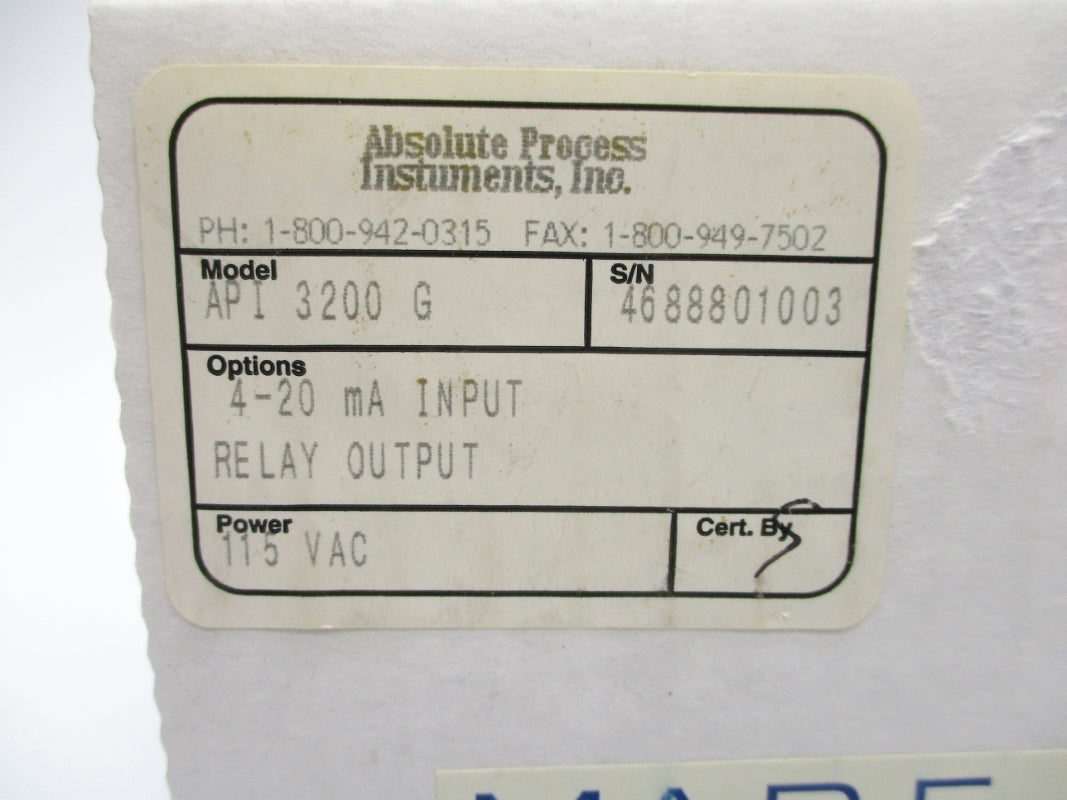 Absolute Process
Instuments, Inc.
PH: 1-800-942-0315 FAX: 1-800-949-7502
Model
API 3200 G
S/N
4688801003
Options
4-20 mA INPUT
RELAY OUTPUT
Power
115 VAC
Cert. By